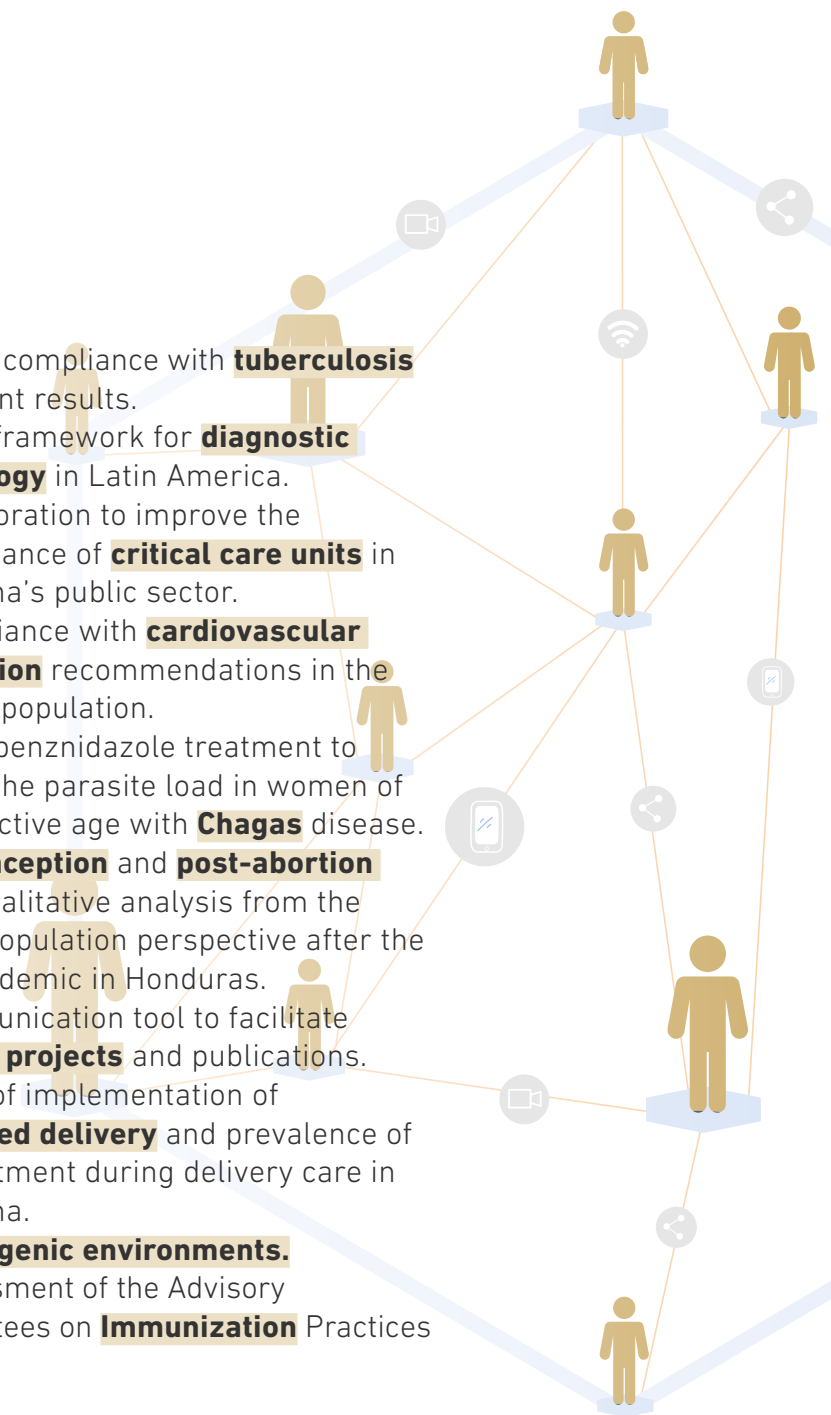 compliance with tuberculosis
nt results.
framework for diagnostic
ogy in Latin America.
oration to improve the
ance of critical care units in
na's public sector.
iance with cardiovascular
ion recommendations in the
population.
benznidazole treatment to
he parasite load in women of
ctive age with Chagas disease.
ception and post-abortion
alitative analysis from the
opulation perspective after the
demic in Honduras.
unication tool to facilitate
projects and publications.
of implementation of
ed delivery and prevalence of
tment during delivery care in
na.
genic environments.
sment of the Advisory
tees on Immunization Practices